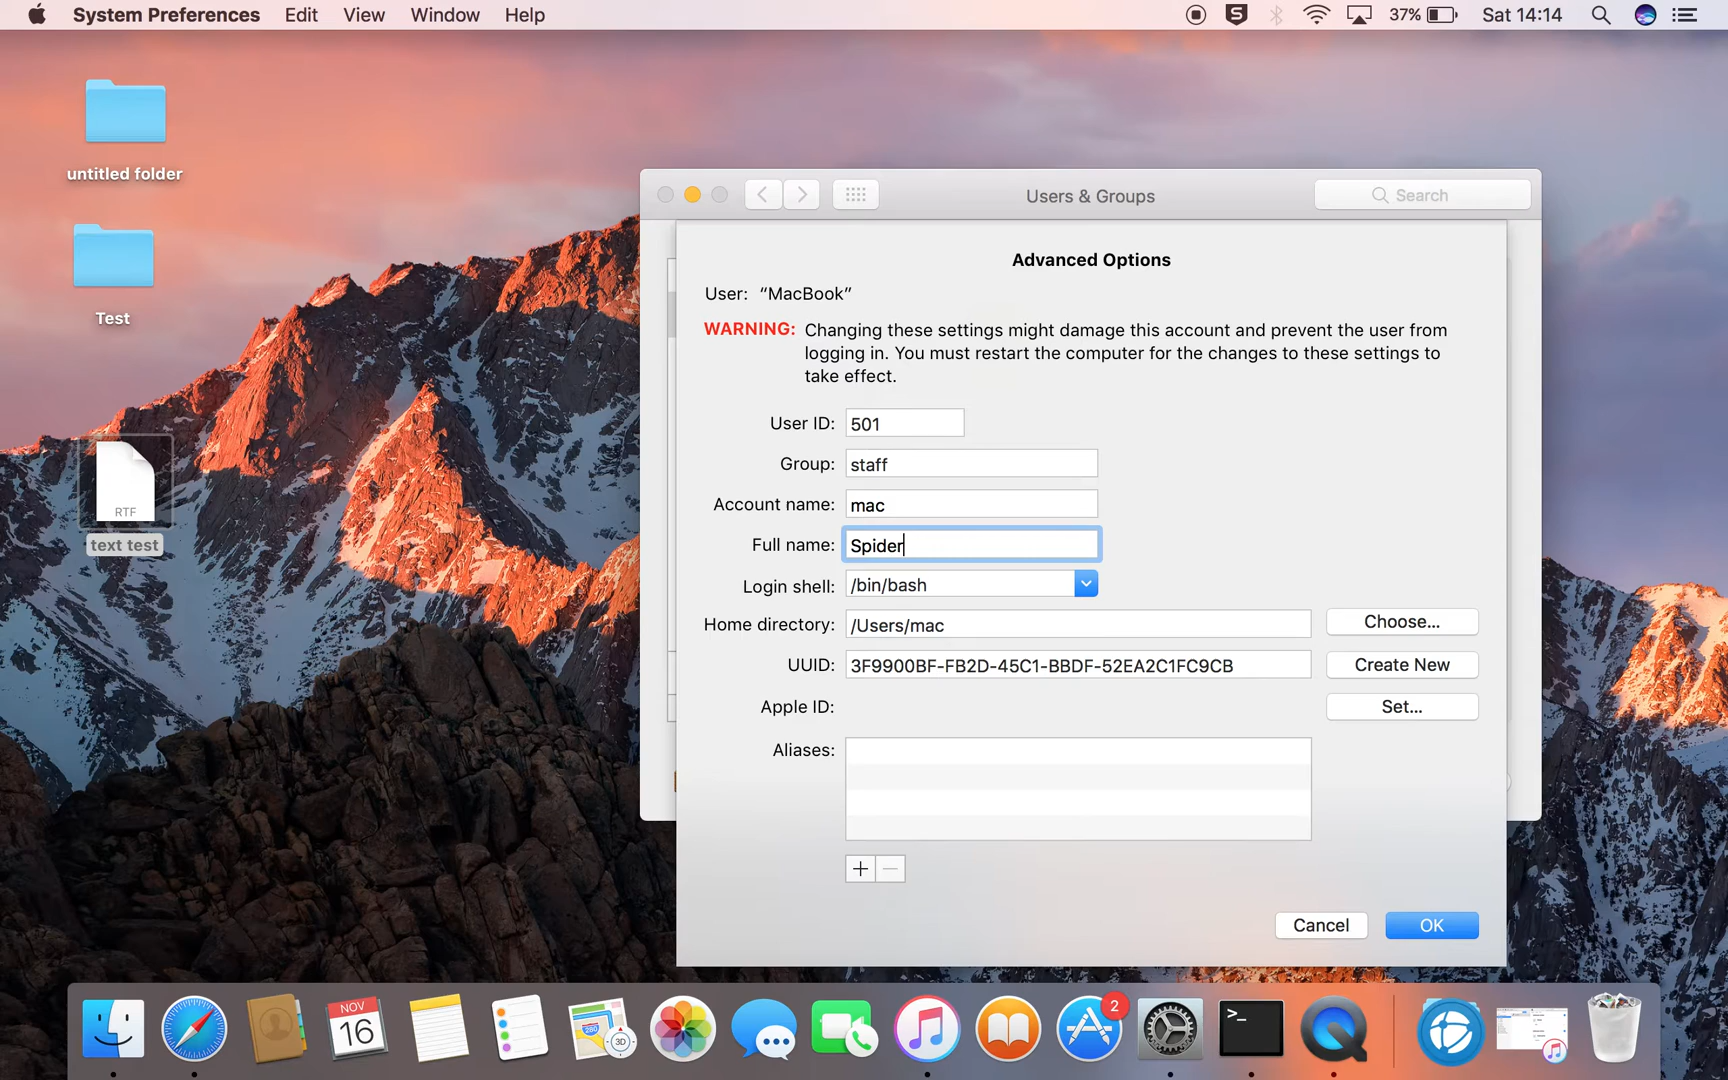 System Preferences Edit View Window Help 37% Sat 14:14
untitled folder
Test
RTF
text test
Users & Groups
Search
Advanced Options
User: “MacBook”
WARNING: Changing these settings might damage this account and prevent the user from
logging in. You must restart the computer for the changes to these settings to
take effect.
User ID: 501
Group: staff
Account name: mac
Full name: Spider
Login shell: /bin/bash
Home directory: /Users/mac Choose...
UUID: 3F9900BF-FB2D-45C1-BBDF-52EA2C1FC9CB Create New
Apple ID: Set...
Aliases:
Cancel OK
NOV
16
280
3D
2
>_